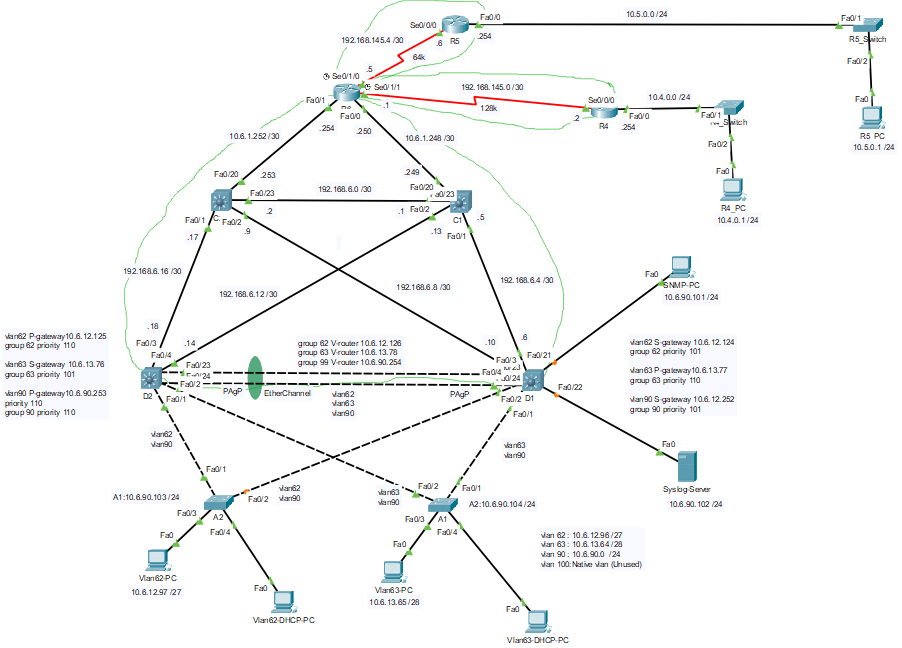 Fa0/0
10.5.0.0 /24
Fa0/1
Se0/0/0
R5
.254
R5_Switch
192.168.145.4 /30
.6
Fa0/2
64k
.5
Se0/1/0
Se0/1/1
192.168.145.0 /30
Fa0
Fa0/1
.1
128k
Se0/0/0
10.4.0.0 /24
Fa0/1
Fa0/0
R4
Fa0/0
.2
.254
R5_PC
10.5.0.1 /24
.254
.250
10.6.1.252 /30
10.6.1.248 /30
Fa0/2
Fa0
.249
Fa0/20
.253
Fa0/20
Fa0/23
192.168.6.0 /30
R4_PC
10.4.0.1 /24
Fa0/1
Fa0/2
.2
.1
Fa0/2
C1
.5
.17
.9
.13
Fa0/1
192.168.6.16 /30
192.168.6.4 /30
192.168.6.12 /30
192.168.6.8 /30
Fa0
SNMP-PC
10.6.90.101 /24
.18
.14
.10
.6
vlan62 P-gateway10.6.12.125
group 62 priority 110
vlan63 S-gateway 10.6.13.76
group 63 priority 101
vlan90 P-gateway10.6.90.253
priority 110
group 90 priority 110
Fa0/3
Fa0/4
Fa0/23
Fa0/2
D2
Fa0/1
group 62 V-router 10.6.12.126
group 63 V-router 10.6.13.78
group 99 V-router 10.6.90.254
PAgP
EtherChannel
vlan62
vlan63
vlan90
PAgP
Fa0/21
Fa0/3
Fa0/4
Fa0/22
Fa0/2
D1
Fa0/1
vlan62 S-gateway 10.6.12.124
group 62 priority 101
vlan63 P-gateway10.6.13.77
group 63 priority 110
vlan90 S-gateway 10.6.12.252
group 90 priority 101
vlan62
vlan90
vlan63
vlan90
Fa0
Syslog-Server
10.6.90.102 /24
Fa0/1
vlan62
vlan90
Fa0/2
vlan63
vlan90
Fa0/2
Fa0/1
A1:10.6.90.103 /24
A2
A1
A2:10.6.90.104 /24
Fa0/3
Fa0/4
Fa0/3
Fa0/4
vlan 62 : 10.6.12.96 /27
vlan 63 : 10.6.13.64 /28
vlan 90 : 10.6.90.0 /24
vlan 100:Native vlan (Unused)
Fa0
Vlan62-PC
10.6.12.97 /27
Fa0
Vlan62-DHCP-PC
Fa0
Vlan63-PC
10.6.13.65 /28
Fa0
Vlan63-DHCP-PC